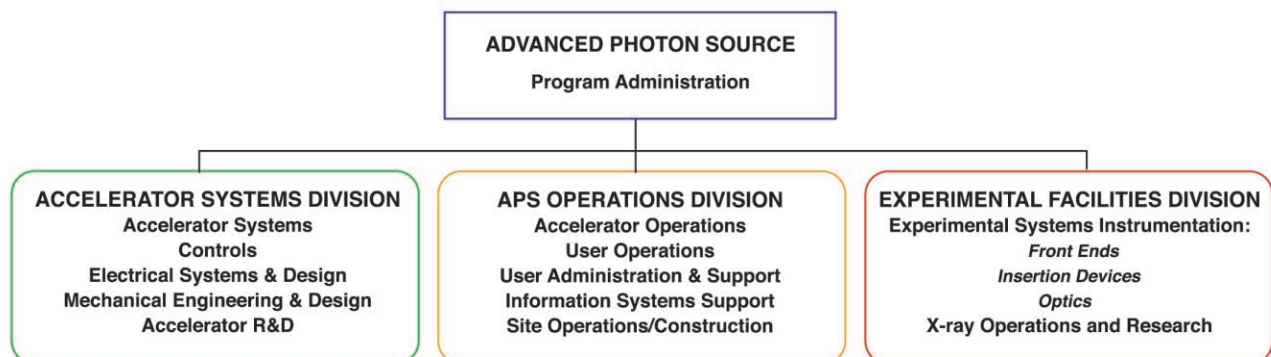 ADVANCED PHOTON SOURCE
Program Administration
ACCELERATOR SYSTEMS DIVISION
Accelerator Systems
Controls
Electrical Systems & Design
Mechanical Engineering & Design
Accelerator R&D
APS OPERATIONS DIVISION
Accelerator Operations
User Operations
User Administration & Support
Information Systems Support
Site Operations/Construction
EXPERIMENTAL FACILITIES DIVISION
Experimental Systems Instrumentation:
Front Ends
Insertion Devices
Optics
X-ray Operations and Research